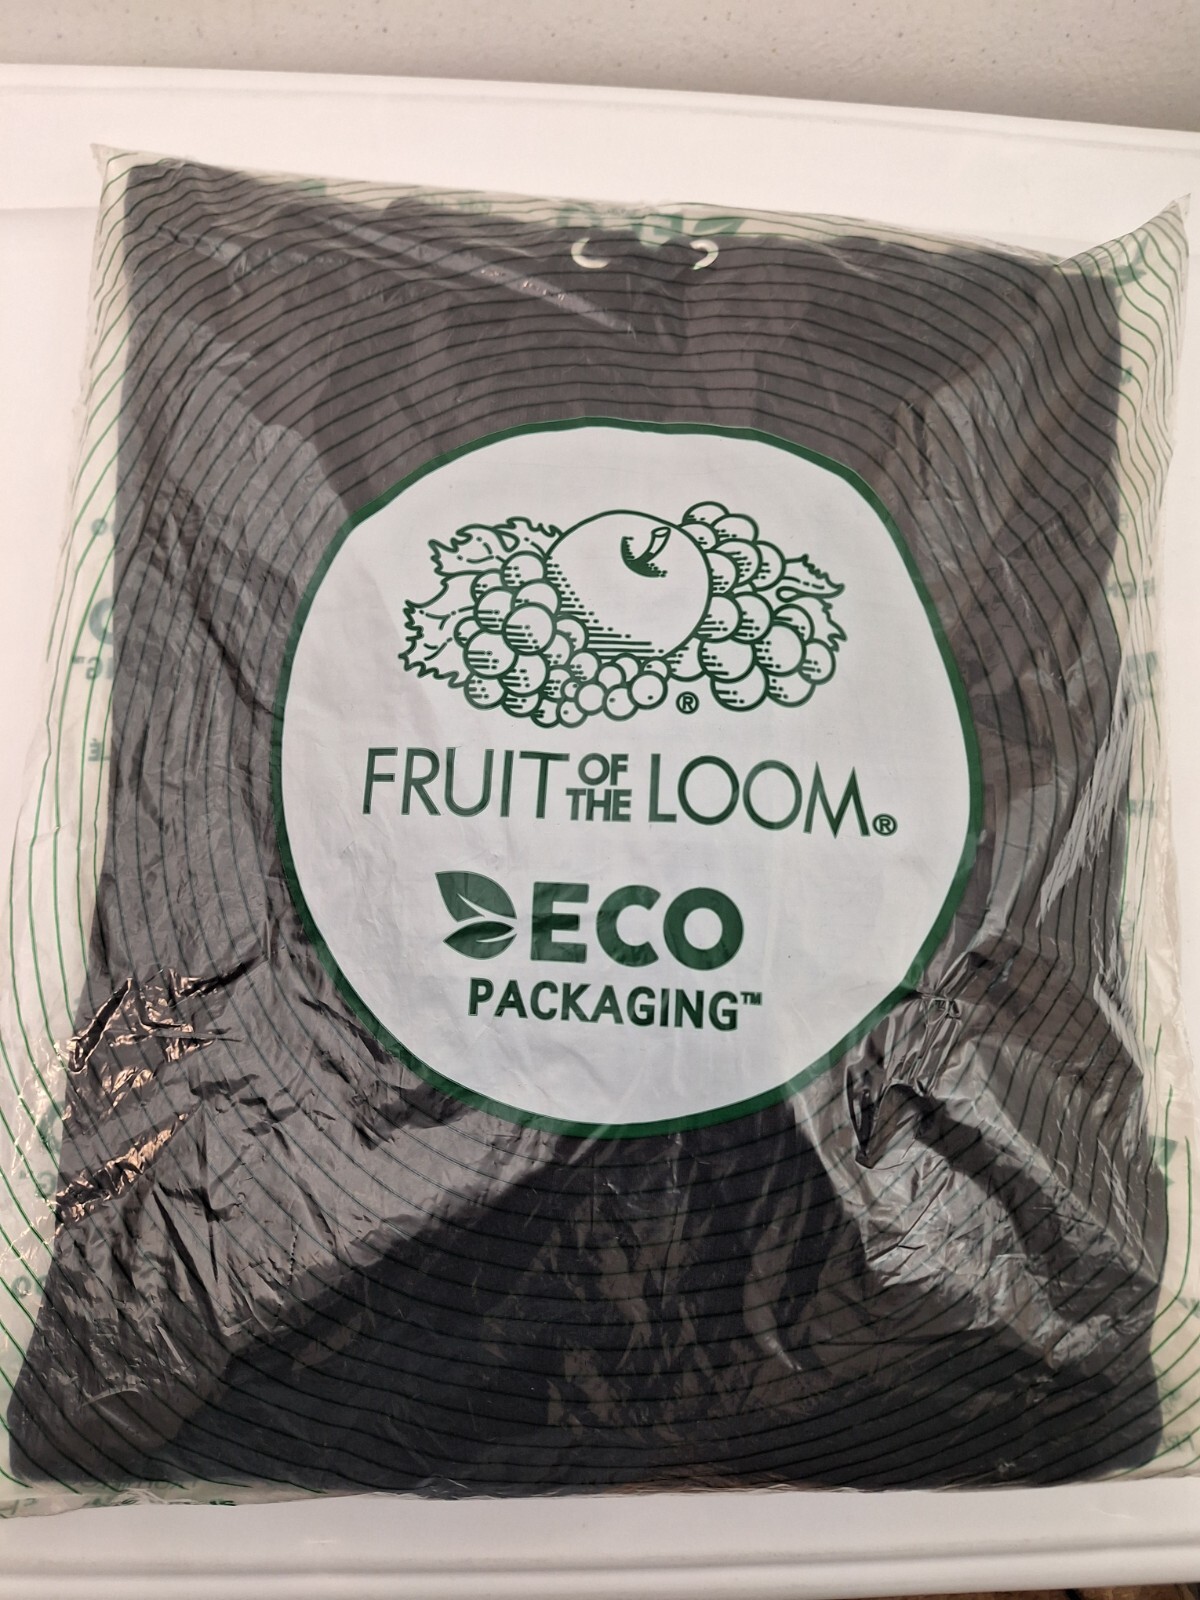 ®
FRUIT OF THE LOOM®
ECO
PACKAGING™